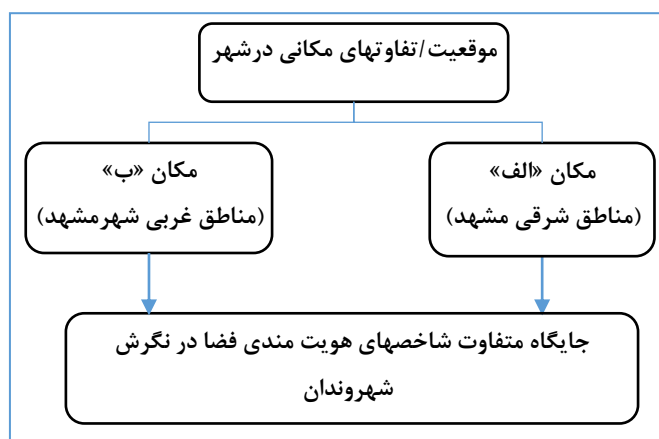 موقعیت/تفاوتهای مکانی درشهر
مکان «الف»
(مناطق شرقی مشهد)
مکان «ب»
(مناطق غربی شهرمشهد)
جایگاه متفاوت شاخصهای هویت مندی فضا در نگرش
شهروندان